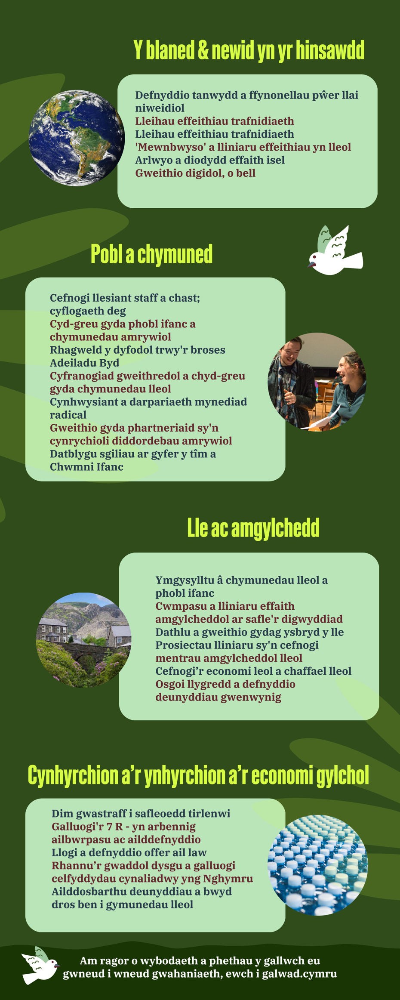 Y blaned & newid yn yr hinsawdd
Defnyddio tanwydd a ffynonellau pŵer llai
niweidiol
Lleihau effeithiau trafnidiaeth
Lleihau effeithiau trafnidiaeth
'Mewnbwyso' a lliniaru effeithiau yn lleol
Arlwyo a diodydd effaith isel
Gweithio digidol, o bell
Pobl a chymuned
Cefnogi llesiant staff a chast;
cyflogaeth deg
Cyd-greu gyda phobl ifanc a
chymunedau amrywiol
Rhagweld y dyfodol trwy'r broses
Adeiladu Byd
Cyfranogiad gweithredol a chyd-greu
gyda chymunedau lleol
Cynhwysiant a darpariaeth mynediad
radical
Gweithio gyda phartneriaid sy'n
cynrychioli diddordebau amrywiol
Datblygu sgiliau ar gyfer y tîm a
Chwmni Ifanc
Lle ac amgylchedd
Ymgysylltu â chymunedau lleol a
phobl ifanc
Cwmpasu a lliniaru effaith
amgylcheddol ar safle'r digwyddiad
Dathlu a gweithio gydag ysbryd y lle
Prosiectau lliniaru sy'n cefnogi
mentrau amgylcheddol lleol
Cefnogi’r economi leol a chaffael lleol
Osgoi llygredd a defnyddio
deunyddiau gwenwynig
Cynhyrchion a’r ynhyrchion a’r economi gylchol
Dim gwastraff i safleoedd tirlenwi
Galluogi'r 7 R - yn arbennig
ailbwrpasu ac ailddefnyddio
Llogi a defnyddio offer ail law
Rhannu’r gwaddol dysgu a galluogi
celfyddydau cynaliadwy yng Nghymru
Ailddosbarthu deunyddiau a bwyd
dros ben i gymunedau lleol
Am ragor o wybodaeth a phethau y gallwch eu
gwneud i wneud gwahaniaeth, ewch i galwad.cymru